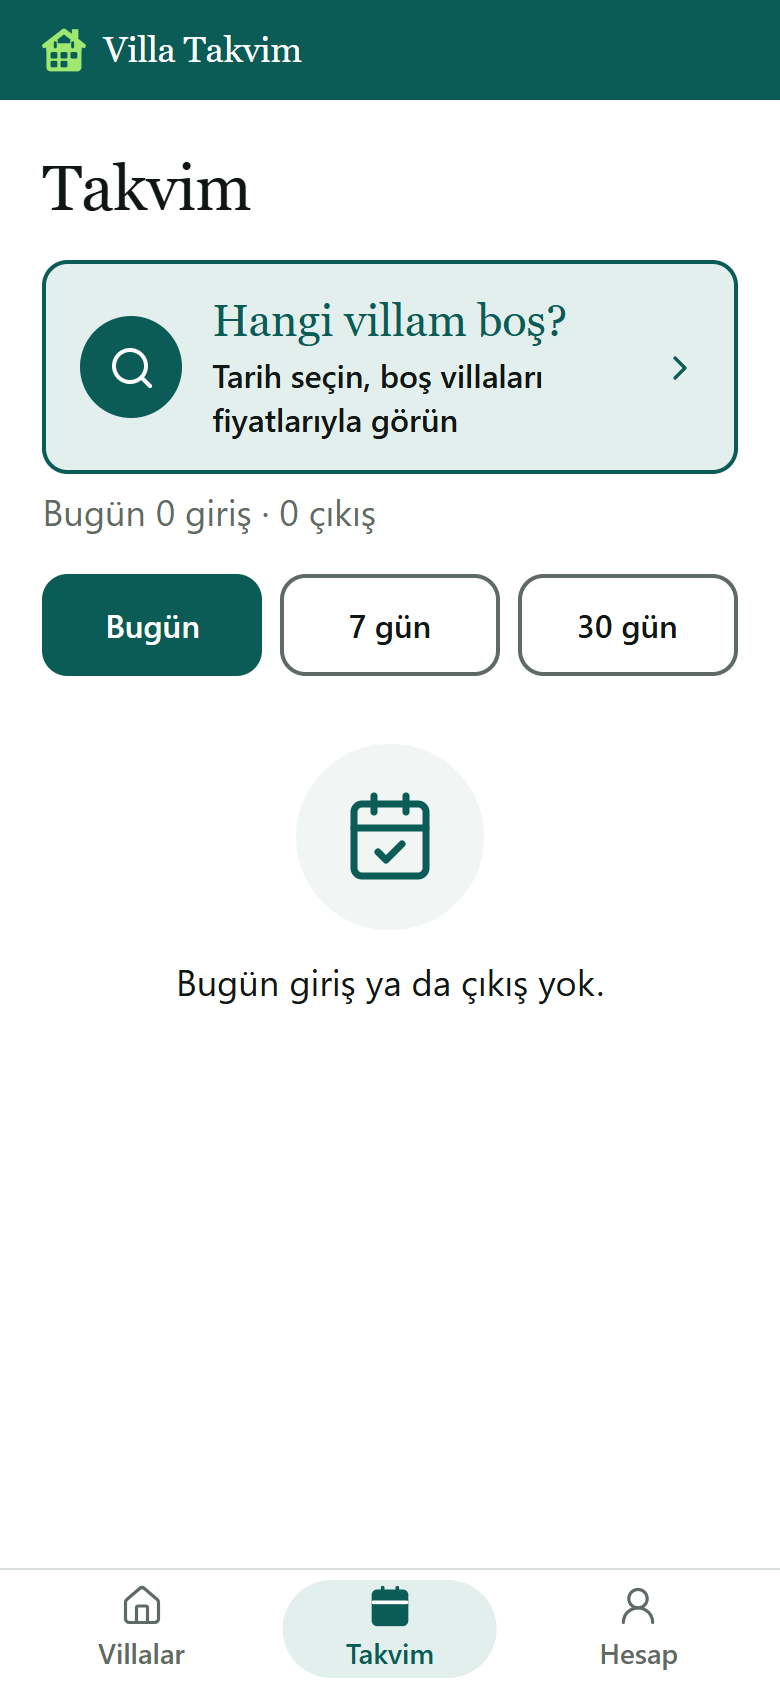 Villa Takvim
Takvim
Hangi villam boş?
Tarih seçin, boş villaları
fiyatlarıyla görün
Bugün 0 giriş · 0 çıkış
Bugün
7 gün
30 gün
Bugün giriş ya da çıkış yok.
Villalar
Takvim
Hesap